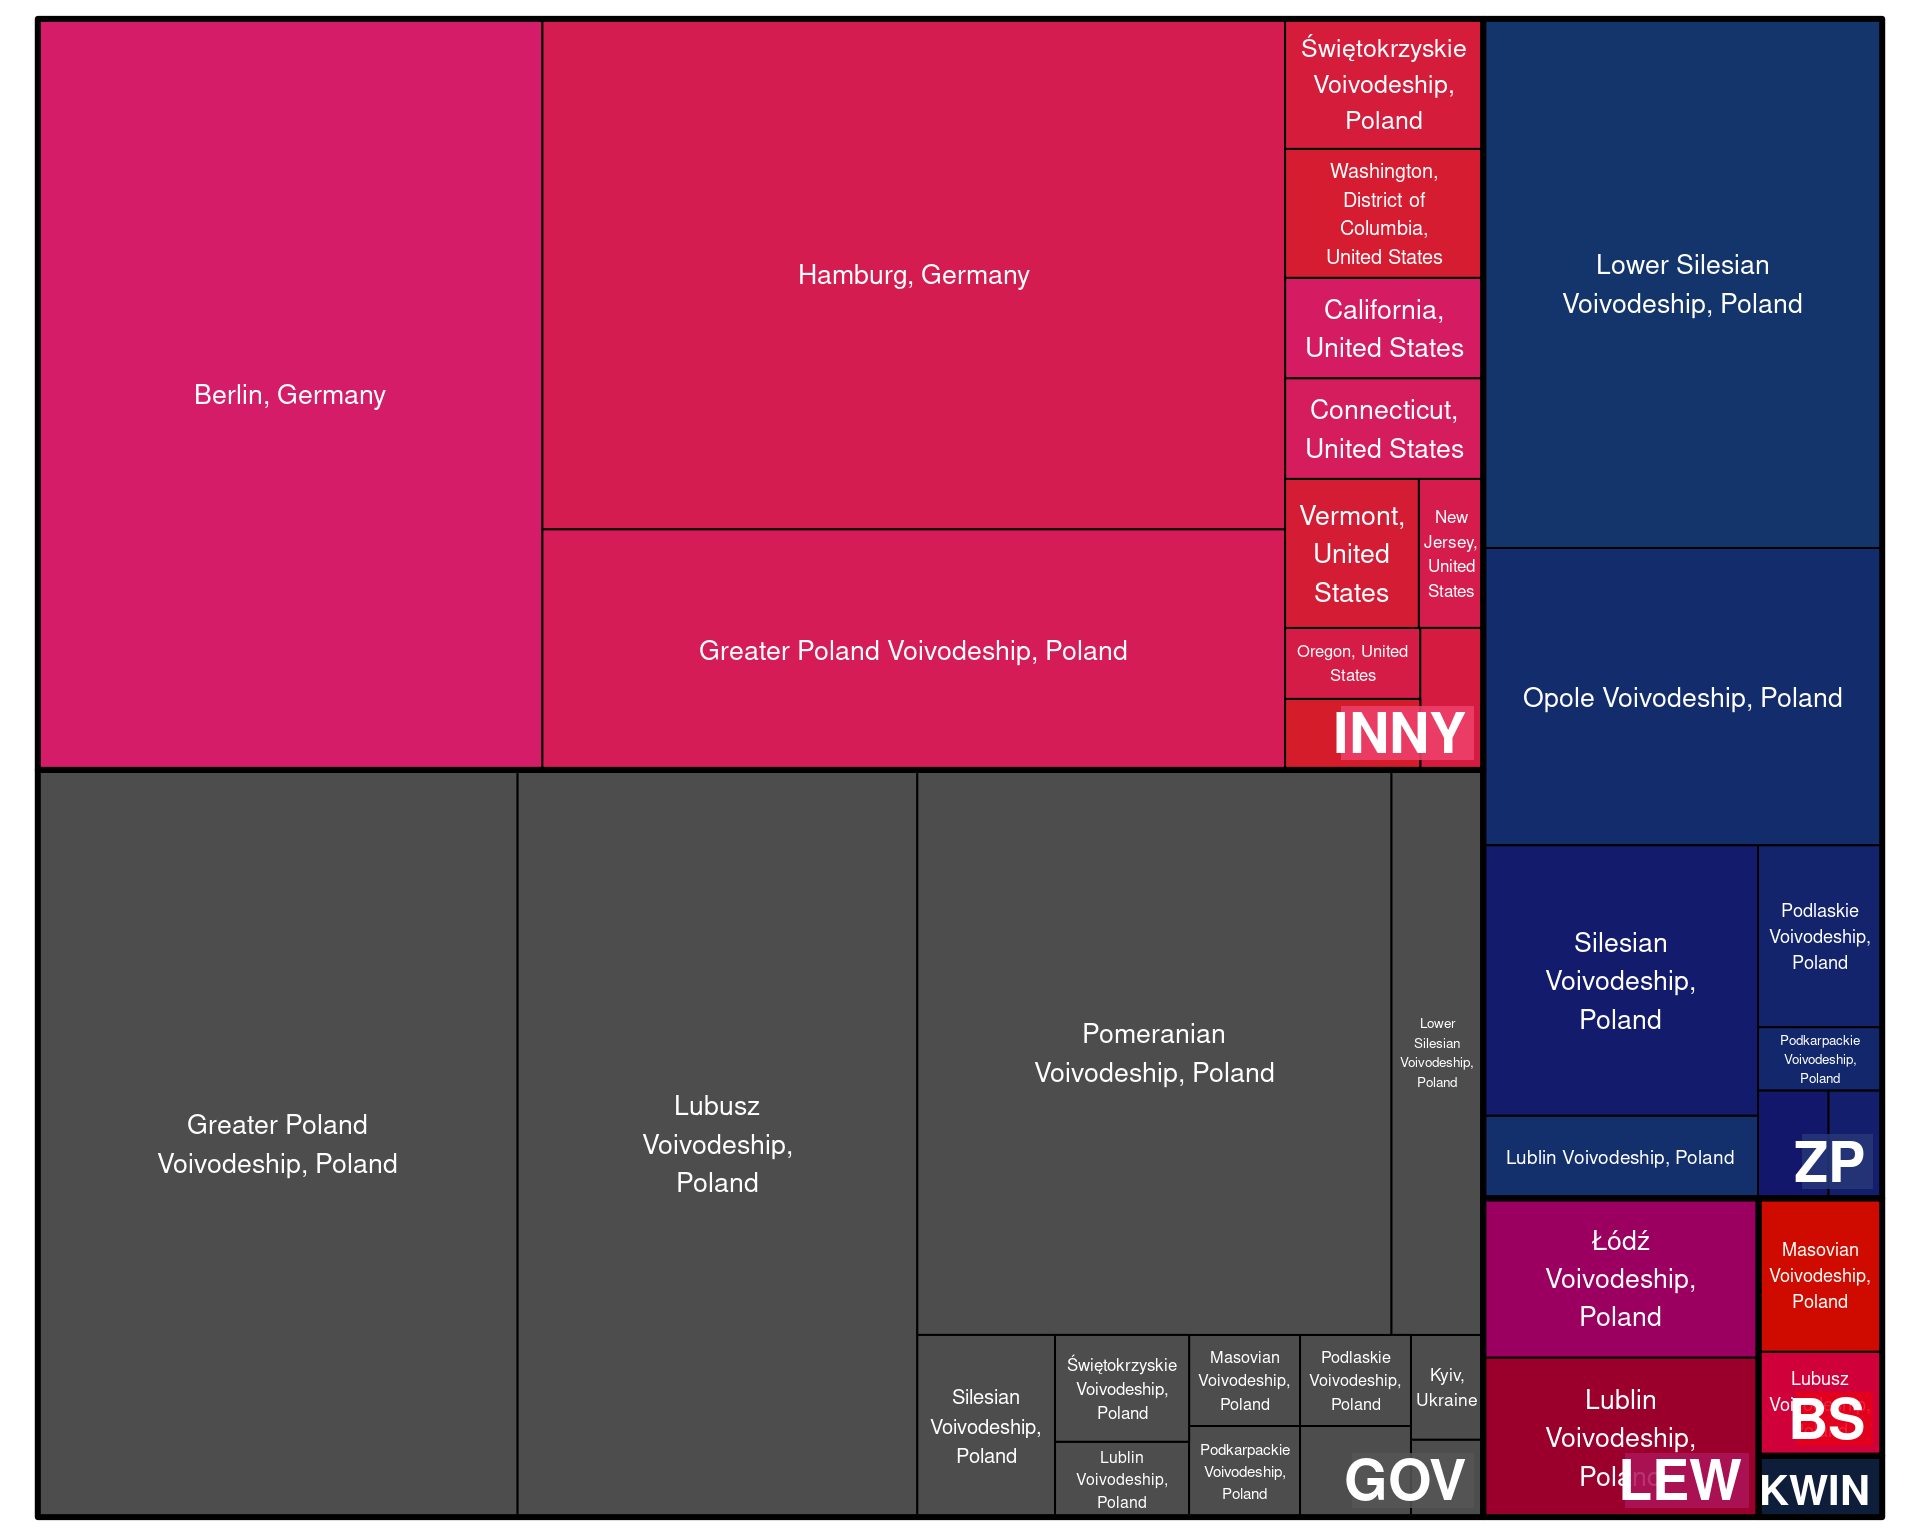 Berlin, Germany
Hamburg, Germany
Greater Poland Voivodeship, Poland
Świętokrzyskie
Voivodeship,
Poland
Washington,
District of
Columbia,
United States
California,
United States
Connecticut,
United States
Vermont,
United
States
New
Jersey,
United
States
Oregon, United
States
INNY
Greater Poland
Voivodeship, Poland
Lubusz
Voivodeship,
Poland
Pomeranian
Voivodeship, Poland
Lower
Silesian
Voivodeship,
Poland
Silesian
Voivodeship,
Poland
Świętokrzyskie
Voivodeship,
Poland
Lublin
Voivodeship,
Poland
Masovian
Voivodeship,
Poland
Podkarpackie
Voivodeship,
Poland
Podlaskie
Voivodeship,
Poland
Kyiv,
Ukraine
GOV
Lower Silesian
Voivodeship, Poland
Opole Voivodeship, Poland
Silesian
Voivodeship,
Poland
Lublin Voivodeship, Poland
Podlaskie
Voivodeship,
Poland
Podkarpackie
Voivodeship,
Poland
ZP
Łódź
Voivodeship,
Poland
Lublin
Voivodeship,
Poland
LEW
Masovian
Voivodeship,
Poland
Lubusz
BS
KWIN